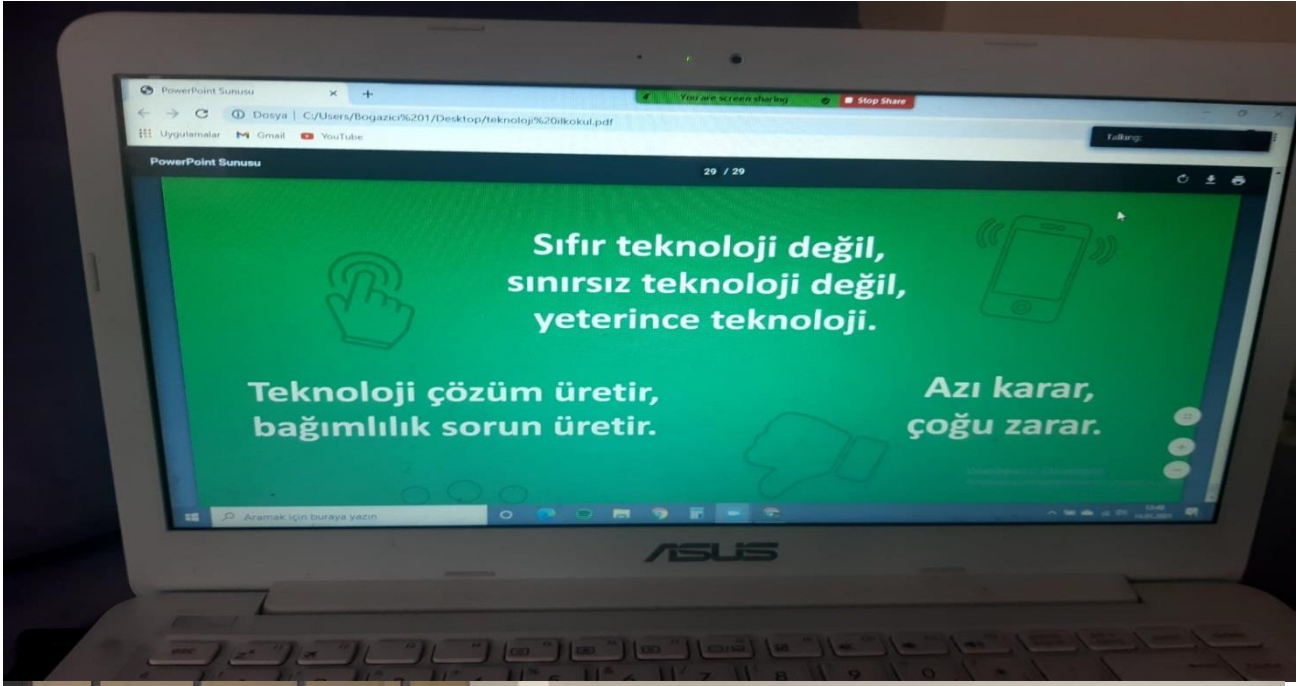 PowerPoint Sunusu
You are screen sharing
Stop Share
Dosya | C:/Users/Bogazici%201/Desktop/teknoloji%20ilkokul.pdf
Uygulamalar Gmail YouTube
Talking:
PowerPoint Sunusu
29 / 29
Sıfır teknoloji değil,
sınırsız teknoloji değil,
yeterince teknoloji.
Teknoloji çözüm üretir,
bağımlılık sorun üretir.
Azı karar,
çoğu zarar.
Aramak için buraya yazın
ASUS
esc